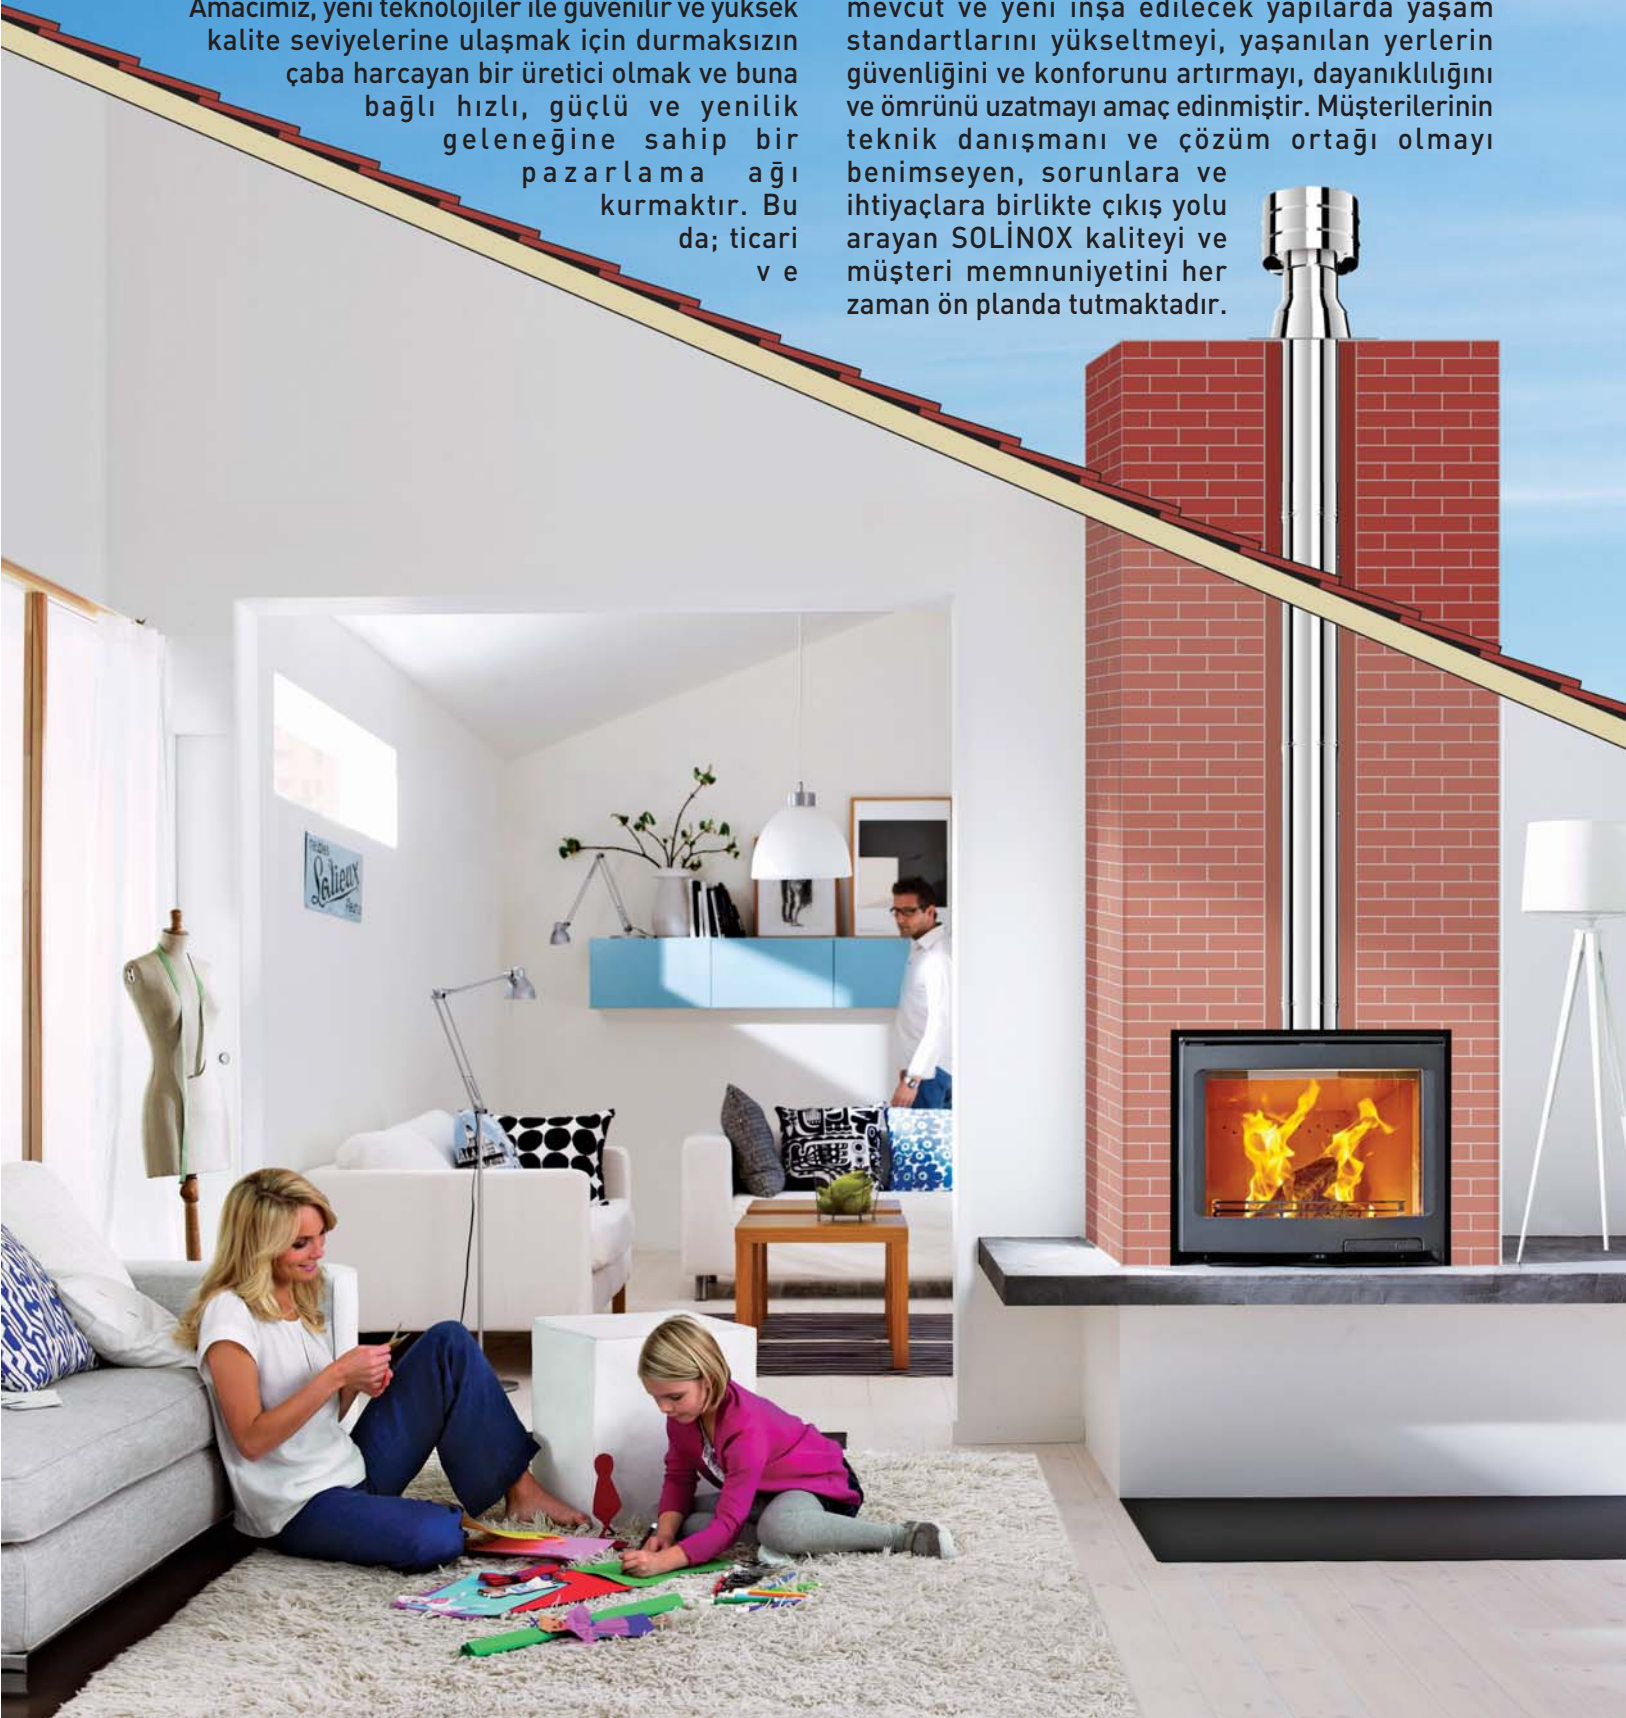 Amacımız, yeni teknolojiler ile güvenilir ve yüksek
kalite seviyelerine ulaşmak için durmaksızın
çaba harcayan bir üretici olmak ve buna
bağlı hızlı, güçlü ve yenilik
geleneğine sahip bir
pazarlama ağı
kurmaktır. Bu
da; ticari
ve
mevcut ve yeni inşa edilecek yapılarda yaşam
standartlarını yükseltmeyi, yaşanılan yerlerin
güvenliğini ve konforunu artırmayı, dayanıklılığını
ve ömrünü uzatmayı amaç edinmiştir. Müşterilerinin
teknik danışmanı ve çözüm ortağı olmayı
benimseyen, sorunlara ve
ihtiyaçlara birlikte çıkış yolu
arayan SOLİNOX kaliteyi ve
müşteri memnuniyetini her
zaman ön planda tutmaktadır.